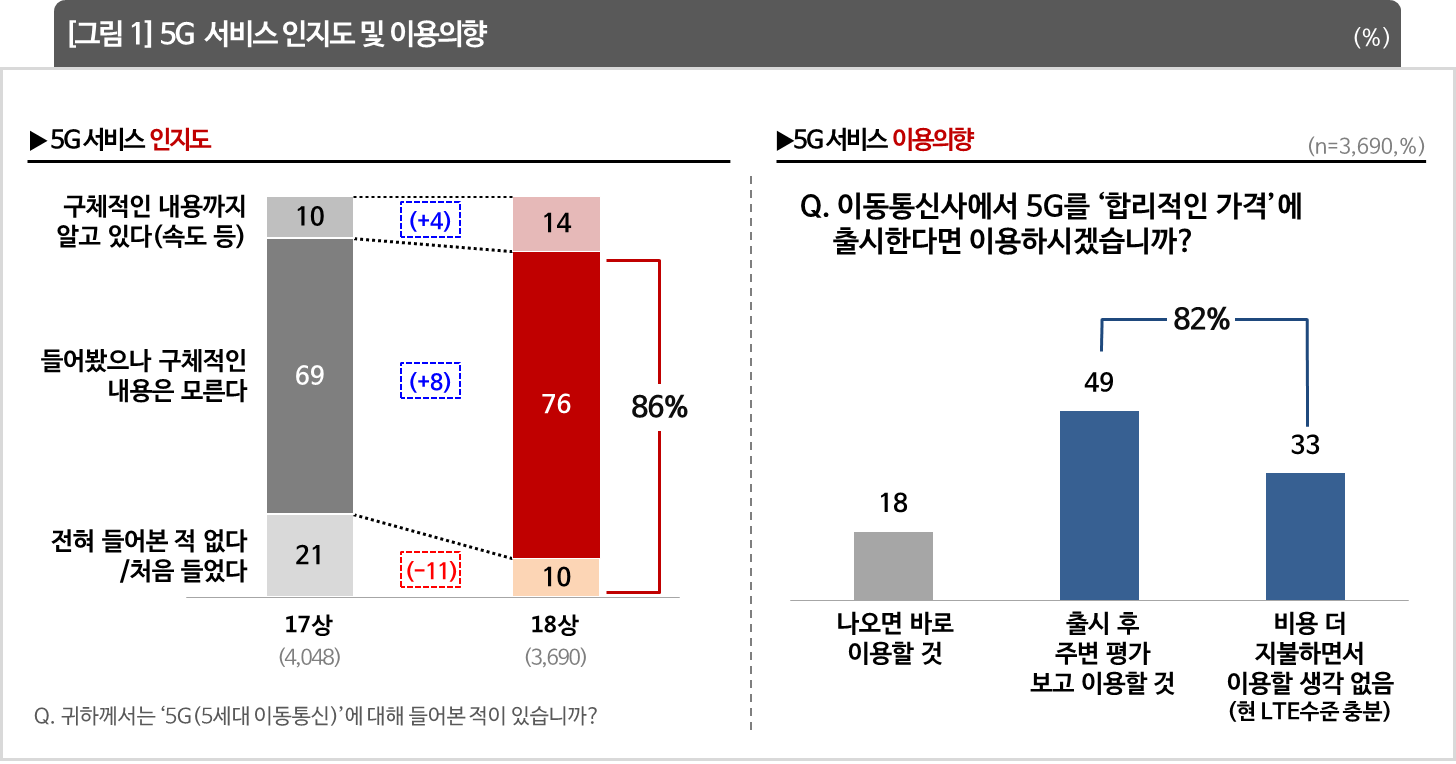 [그림 1] 5G 서비스 인지도 및 이용의향
(%)
▶5G 서비스 인지도
구체적인 내용까지
알고 있다(속도 등)
들어봤으나 구체적인
내용은 모른다
전혀 들어본 적 없다
/처음 들었다
10
69
21
(+4)
(+8)
(-11)
14
76
10
86%
17상
(4,048)
18상
(3,690)
Q. 귀하께서는 ‘5G(5세대 이동통신)’에 대해 들어본 적이 있습니까?
▶5G 서비스 이용의향
(n=3,690,%)
Q. 이동통신사에서 5G를 ‘합리적인 가격’에
출시한다면 이용하시겠습니까?
82%
18
49
33
나오면 바로
이용할 것
출시 후
주변 평가
보고 이용할 것
비용 더
지불하면서
이용할 생각 없음
(현 LTE수준 충분)